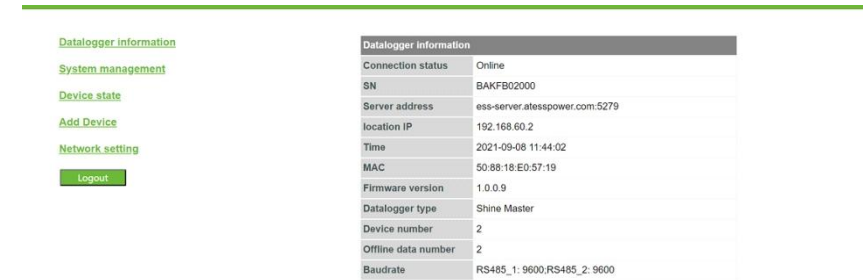 Datalogger information
System management
Device state
Add Device
Network setting
Logout
Datalogger information
Connection status Online
SN BAKFB02000
Server address ess-server.atesspower.com:5279
location IP 192.168.60.2
Time 2021-09-08 11:44:02
MAC 50:88:18:E0:57:19
Firmware version 1.0.0.9
Datalogger type Shine Master
Device number 2
Offline data number 2
Baudrate RS485_1: 9600;RS485_2: 9600